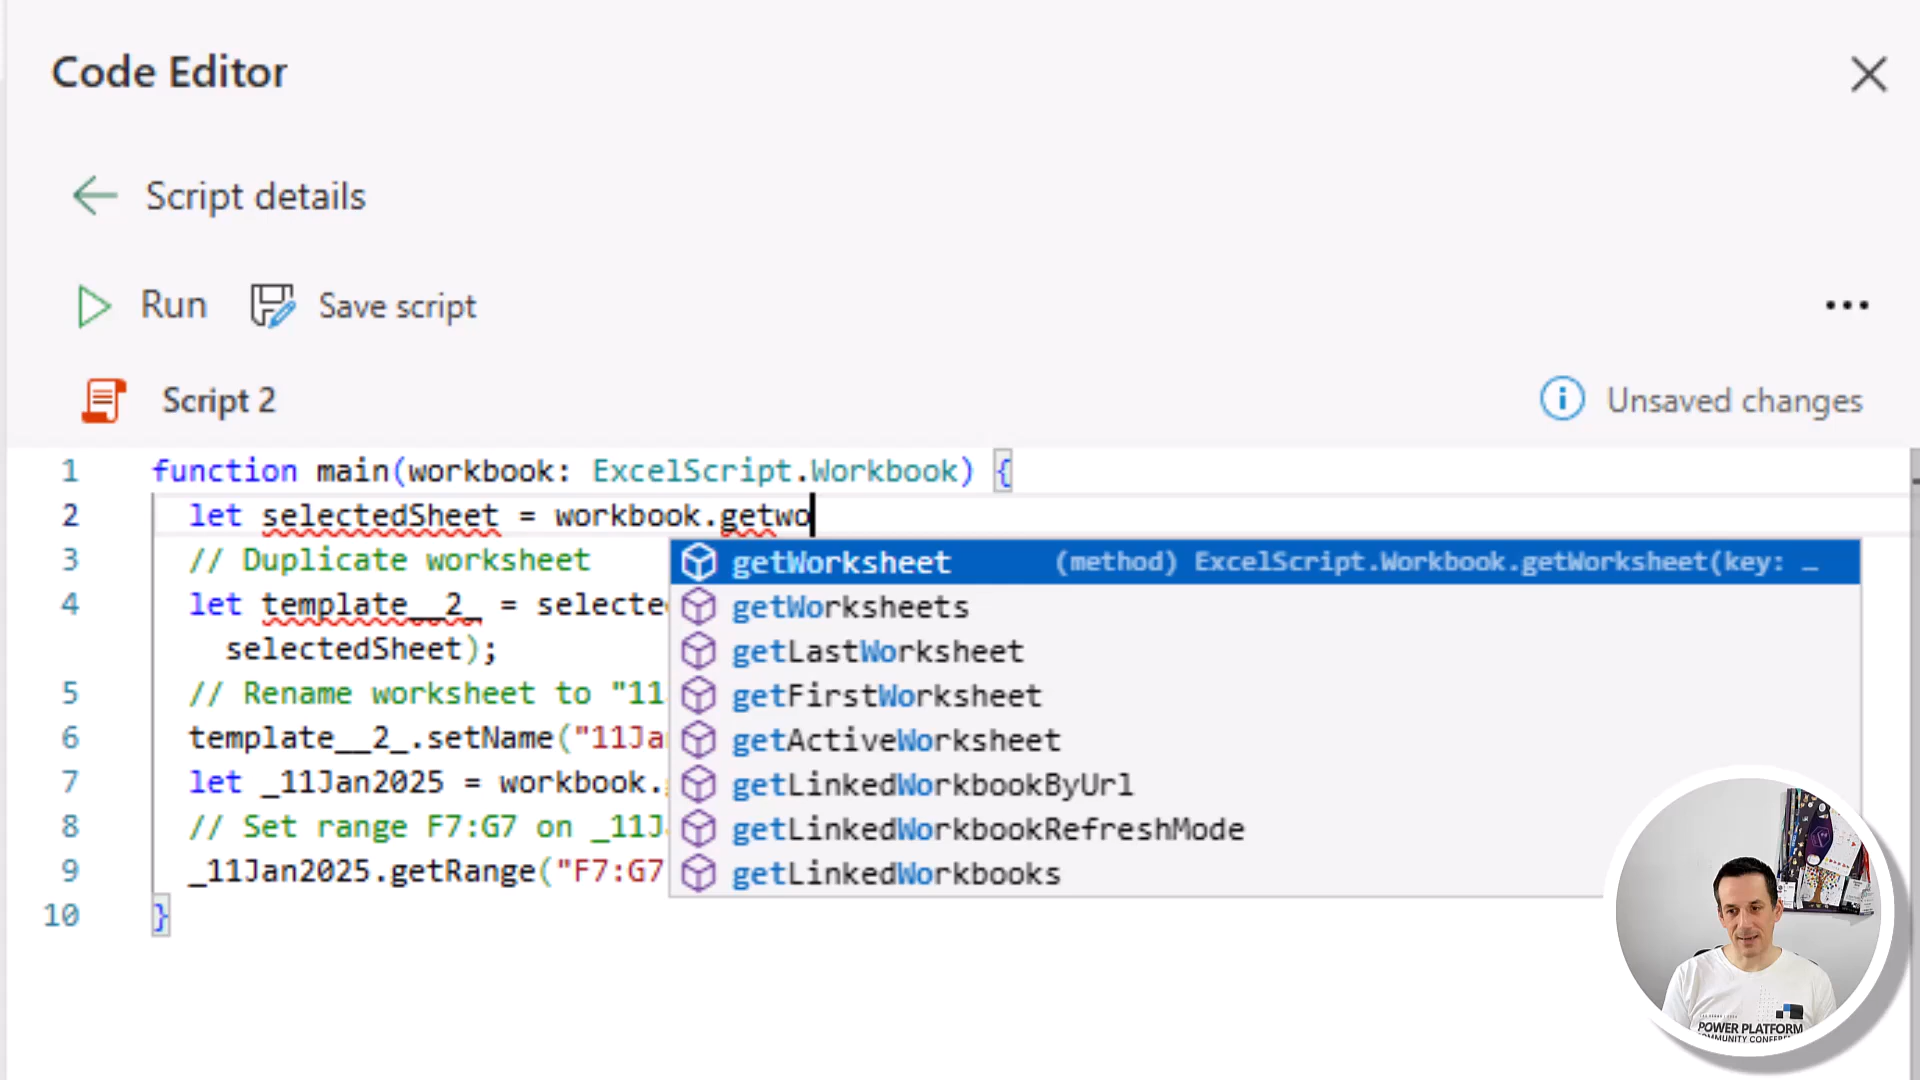 Code Editor
Script details
Run Save script
Script 2 Unsaved changes
1 function main(workbook: ExcelScript.Workbook) {
2 let selectedSheet = workbook.getwo
3 // Duplicate worksheet
4 let template__2_ = selecte
selectedSheet);
5 // Rename worksheet to "11
6 template__2_.setName("11Ja
7 let _11Jan2025 = workbook.
8 // Set range F7:G7 on _11J
9 _11Jan2025.getRange("F7:G7
10 }
getWorksheet (method) ExcelScript.Workbook.getWorksheet(key: …
getWorksheets
getLastWorksheet
getFirstWorksheet
getActiveWorksheet
getLinkedWorkbookByUrl
getLinkedWorkbookRefreshMode
getLinkedWorkbooks
POWER PLATFORM